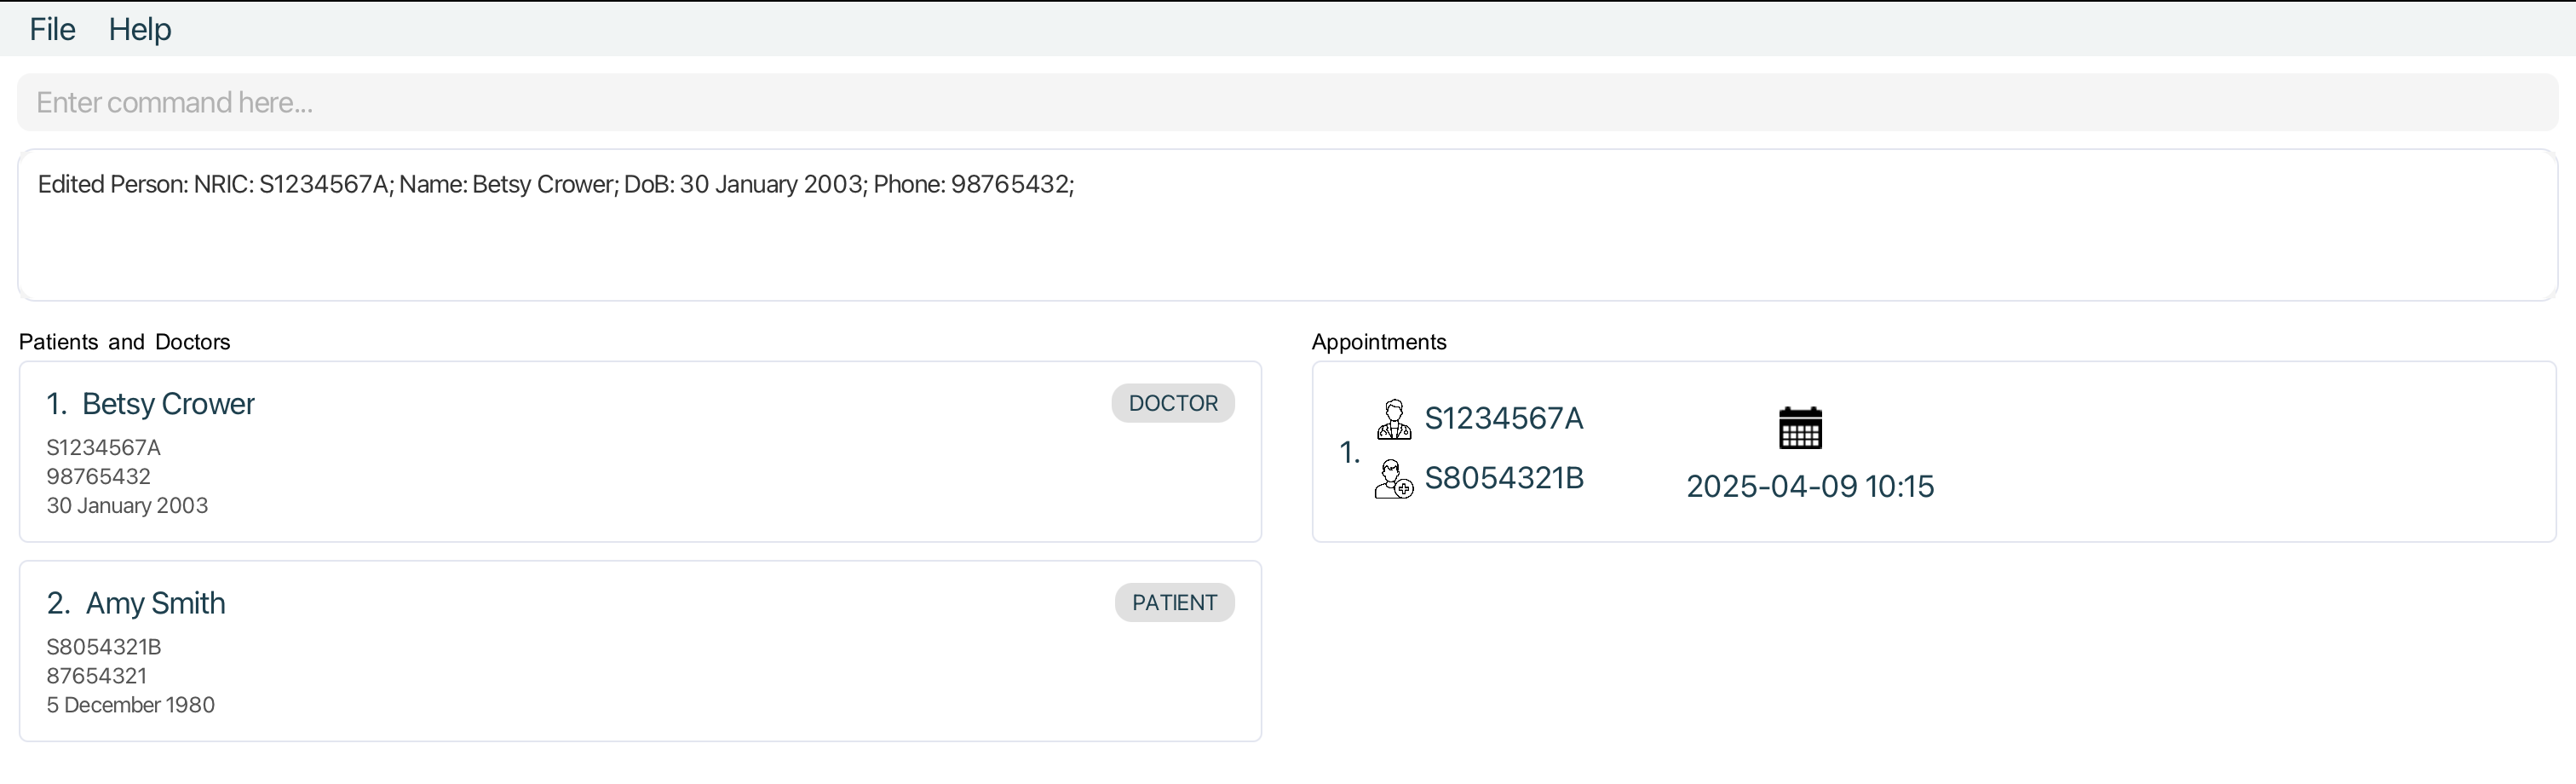 File Help
Enter command here...
Edited Person: NRIC: S1234567A; Name: Betsy Crower; DoB: 30 January 2003; Phone: 98765432;
Patients and Doctors
1. Betsy Crower
DOCTOR
S1234567A
98765432
30 January 2003
2. Amy Smith
PATIENT
S8054321B
87654321
5 December 1980
Appointments
1.
S1234567A
S8054321B
2025-04-09 10:15